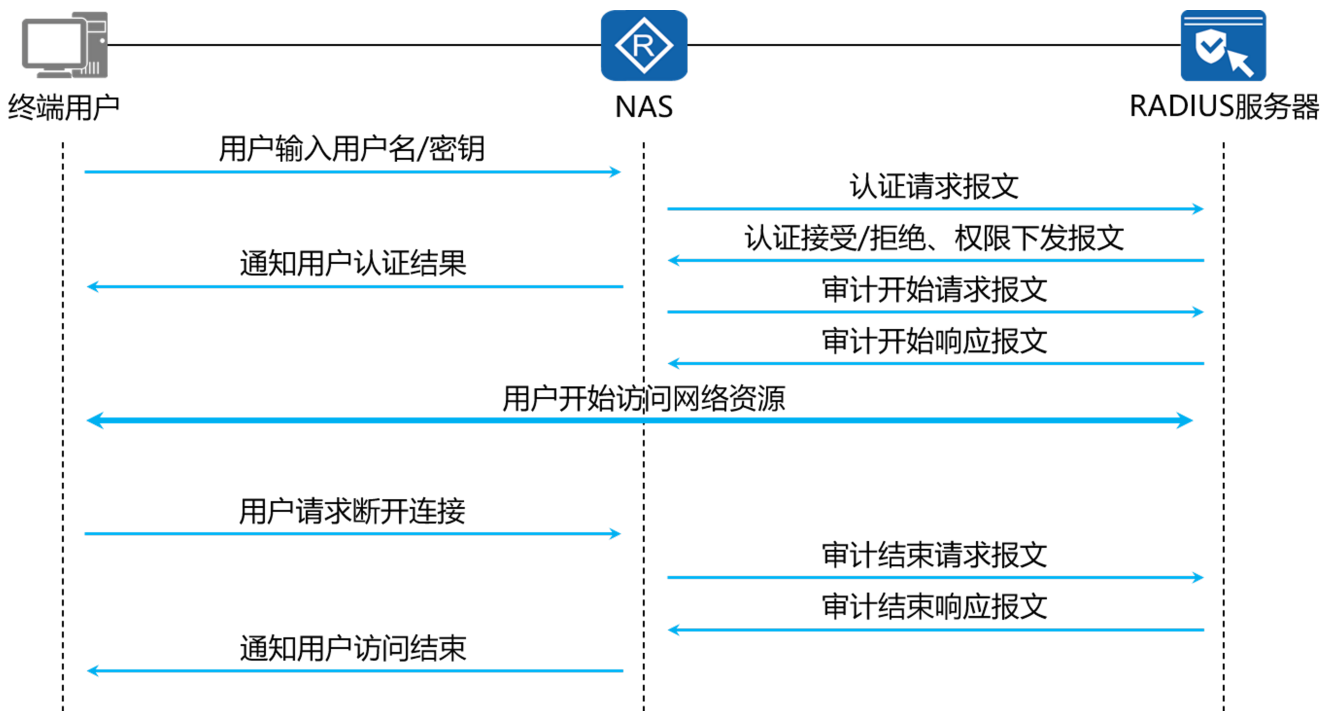 R
终端用户
NAS
RADIUS服务器
用户输入用户名/密钥
认证请求报文
认证接受/拒绝、权限下发报文
通知用户认证结果
审计开始请求报文
审计开始响应报文
用户开始访问网络资源
用户请求断开连接
审计结束请求报文
审计结束响应报文
通知用户访问结束